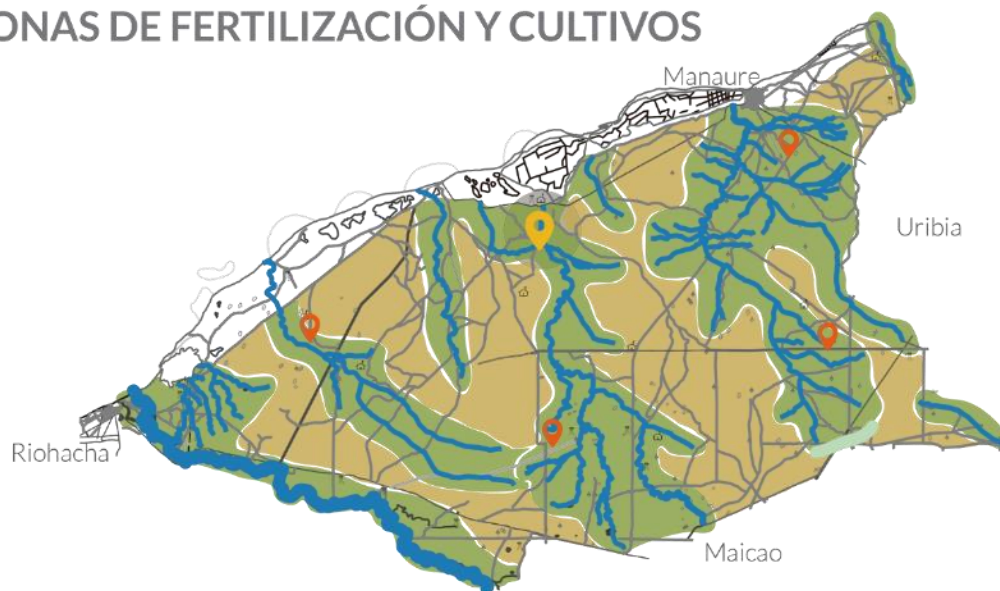 ONAS DE FERTILIZACIÓN Y CULTIVOS
Manaure
Uribia
Riohacha
Maicao